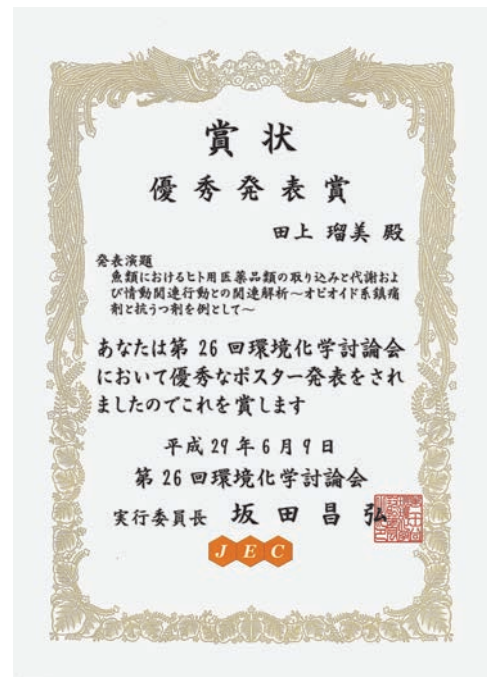 賞状
優秀発表賞
田上 瑠美 殿
発表演題
魚類におけるヒト用医薬品類の取り込みと代謝およ
び情動関連行動との関連解析～オピオイド系鎮痛
剤と抗うつ剤を例として～
あなたは第 26 回環境化学討論会
において優秀なポスター発表をされ
ましたのでこれを賞します
平成 29 年 6 月 9 日
第 26 回環境化学討論会
実行委員長 坂田昌弘
JEC